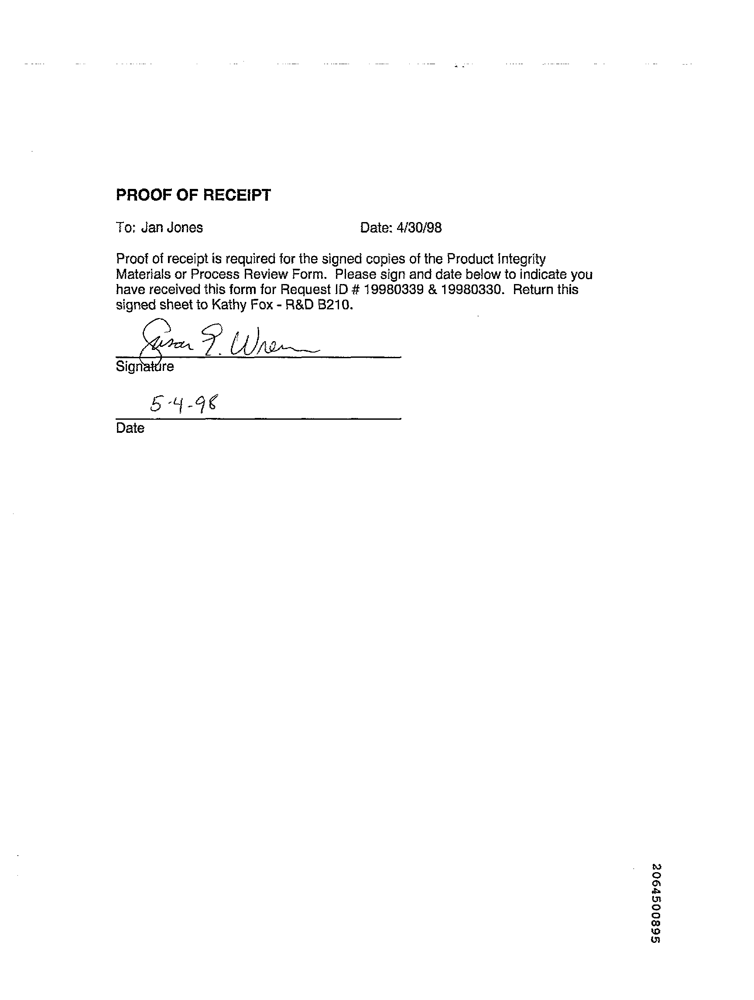 PROOF OF RECEIPT
To: Jan Jones Date: 4/30/98
Proof of receipt is required for the signed copies of the Product Integrity
Materials or Process Review Form. Please sign and date below to indicate you
have received this form for Request ID # 19980339 & 19980330. Return this
signed sheet to Kathy Fox - R&D B210.
Susan E. Wren
Signature
5-4-98
Date
2064500895